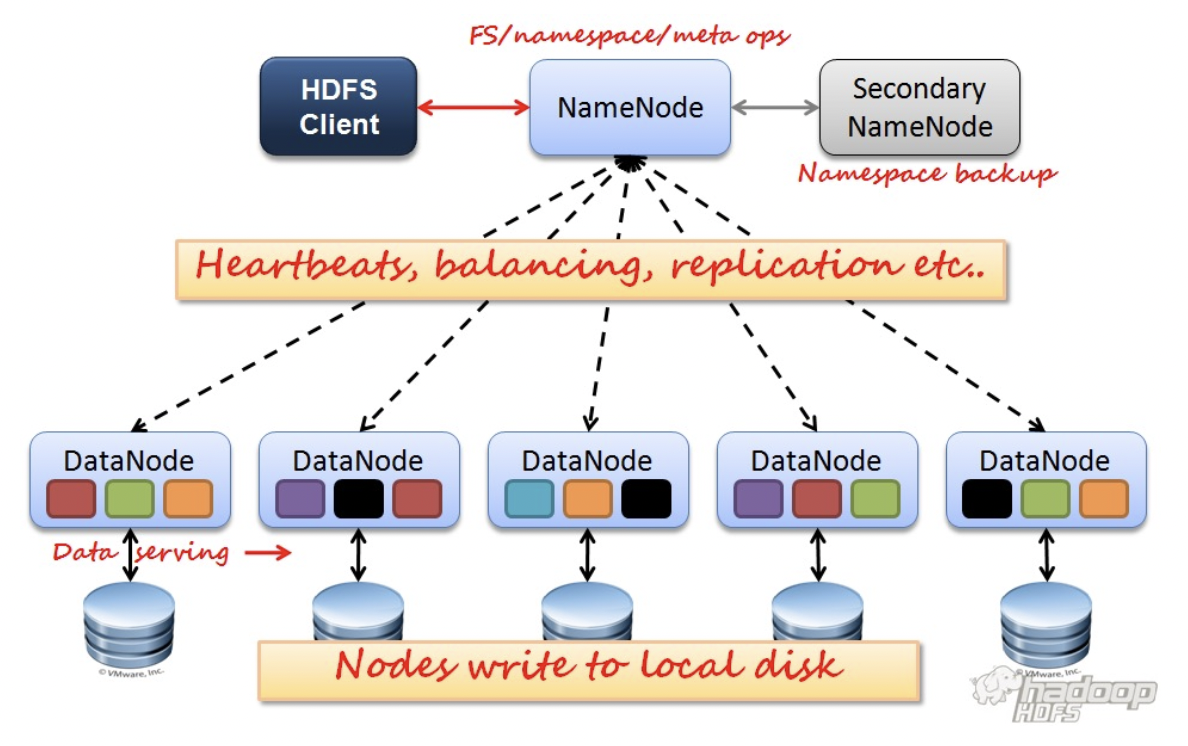 FS/namespace/meta ops
HDFS
Client
NameNode
Secondary
NameNode
Namespace backup
Heartbeats, balancing, replication etc..
DataNode
DataNode
DataNode
DataNode
DataNode
Data serving
© VMware, Inc.
Nodes write to local disk
© VMware, Inc.
hadoop
HDFS